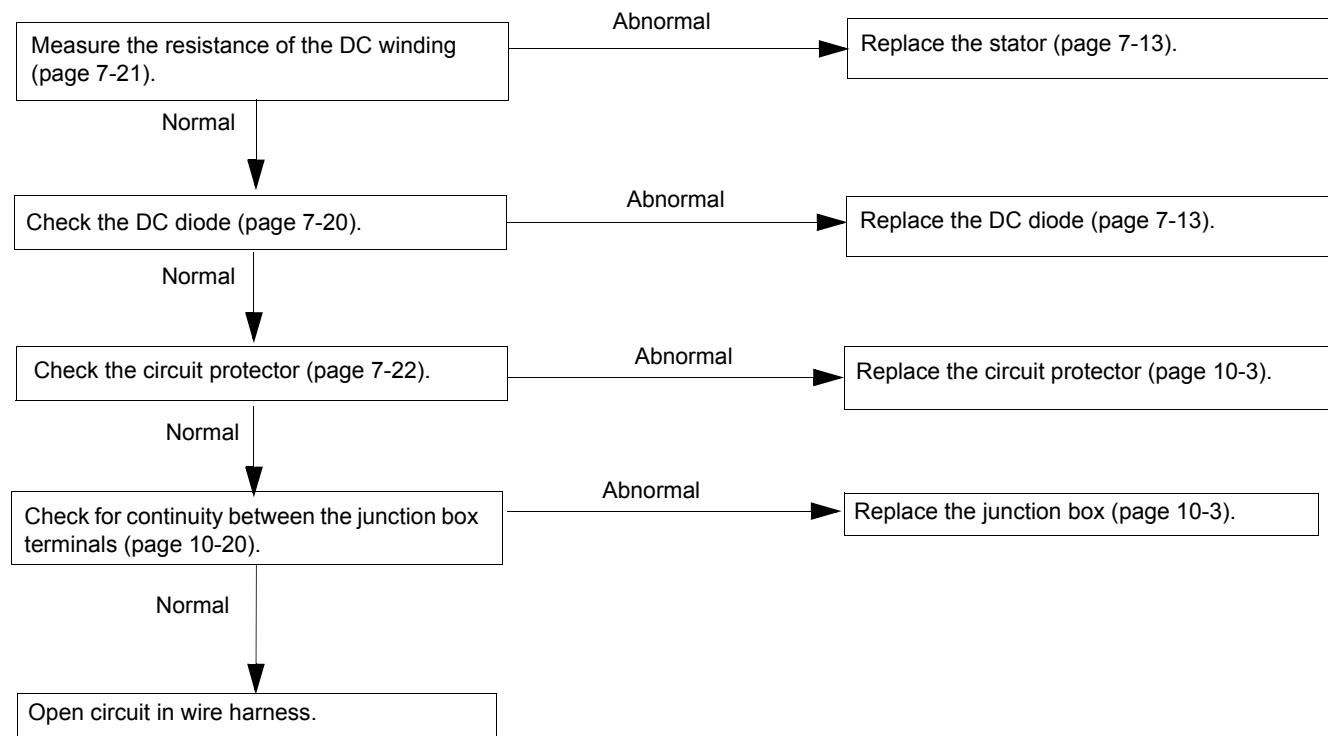 Abnormal
Measure the resistance of the DC winding
(page 7-21).
Replace the stator (page 7-13).
Normal
Abnormal
Check the DC diode (page 7-20).
Replace the DC diode (page 7-13).
Normal
Abnormal
Check the circuit protector (page 7-22).
Replace the circuit protector (page 10-3).
Normal
Abnormal
Check for continuity between the junction box
terminals (page 10-20).
Replace the junction box (page 10-3).
Normal
Open circuit in wire harness.